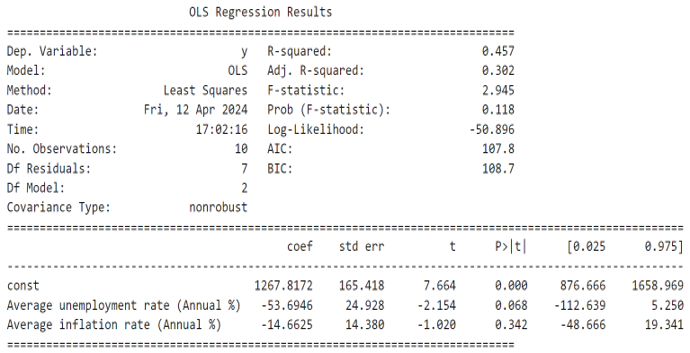 OLS Regression Results
==============================================================================
Dep. Variable: y R-squared: 0.457
Model: OLS Adj. R-squared: 0.302
Method: Least Squares F-statistic: 2.945
Date: Fri, 12 Apr 2024 Prob (F-statistic): 0.118
Time: 17:02:16 Log-Likelihood: -50.896
No. Observations: 10 AIC: 107.8
Df Residuals: 7 BIC: 108.7
Df Model: 2
Covariance Type: nonrobust
====================================================================================================
coef std err t P>|t| [0.025 0.975]
----------------------------------------------------------------------------------------------------
const 1267.8172 165.418 7.664 0.000 876.666 1658.969
Average unemployment rate (Annual %) -53.6946 24.928 -2.154 0.068 -112.639 5.250
Average inflation rate (Annual %) -14.6625 14.380 -1.020 0.342 -48.666 19.341
==============================================================================